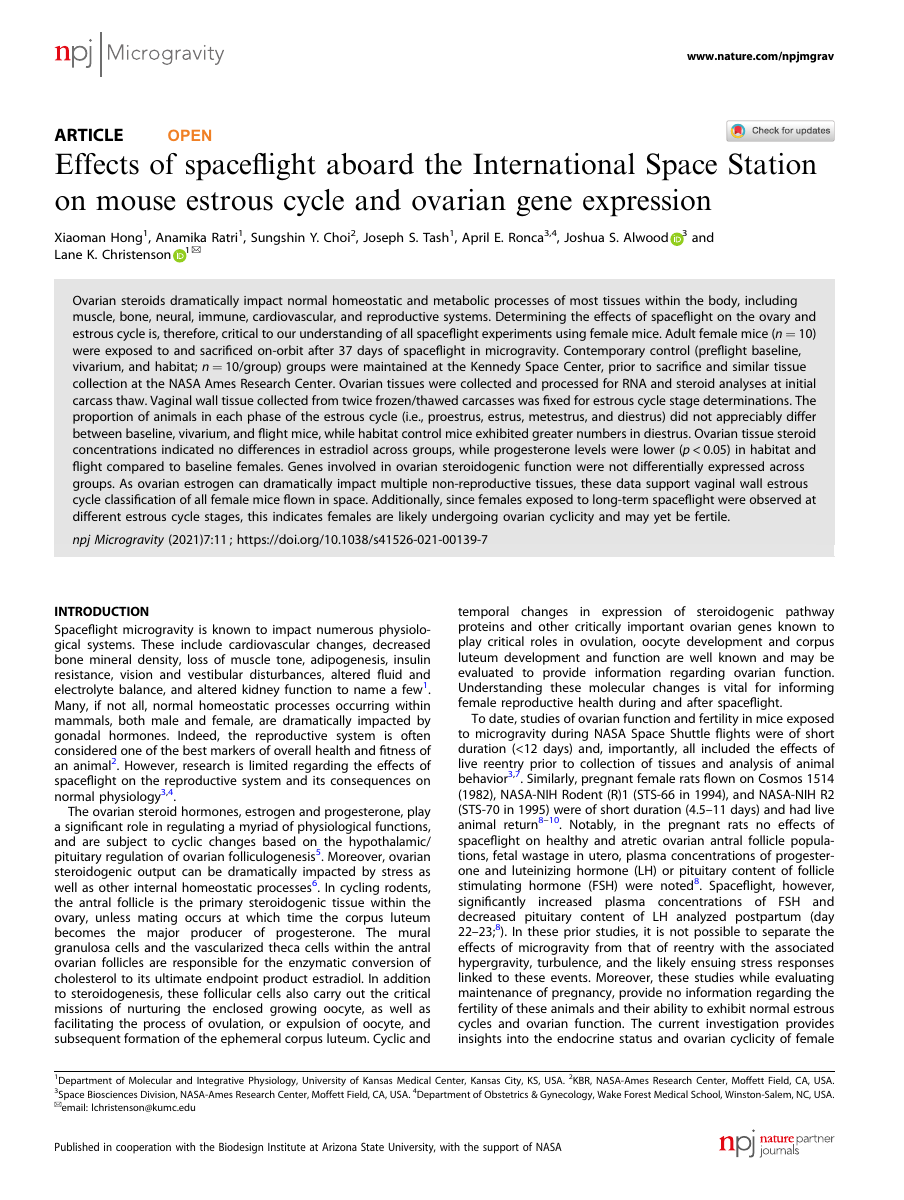 npj | Microgravity
www.nature.com/npjmgrav
ARTICLE OPEN
Check for updates
Effects of spaceflight aboard the International Space Station
on mouse estrous cycle and ovarian gene expression
Xiaoman Hong1, Anamika Ratri1, Sungshin Y. Choi2, Joseph S. Tash1, April E. Ronca3,4, Joshua S. Alwood iD 3 and
Lane K. Christenson iD 1✉
Ovarian steroids dramatically impact normal homeostatic and metabolic processes of most tissues within the body, including
muscle, bone, neural, immune, cardiovascular, and reproductive systems. Determining the effects of spaceflight on the ovary and
estrous cycle is, therefore, critical to our understanding of all spaceflight experiments using female mice. Adult female mice (n = 10)
were exposed to and sacrificed on-orbit after 37 days of spaceflight in microgravity. Contemporary control (preflight baseline,
vivarium, and habitat; n = 10/group) groups were maintained at the Kennedy Space Center, prior to sacrifice and similar tissue
collection at the NASA Ames Research Center. Ovarian tissues were collected and processed for RNA and steroid analyses at initial
carcass thaw. Vaginal wall tissue collected from twice frozen/thawed carcasses was fixed for estrous cycle stage determinations. The
proportion of animals in each phase of the estrous cycle (i.e., proestrus, estrus, metestrus, and diestrus) did not appreciably differ
between baseline, vivarium, and flight mice, while habitat control mice exhibited greater numbers in diestrus. Ovarian tissue steroid
concentrations indicated no differences in estradiol across groups, while progesterone levels were lower (p < 0.05) in habitat and
flight compared to baseline females. Genes involved in ovarian steroidogenic function were not differentially expressed across
groups. As ovarian estrogen can dramatically impact multiple non-reproductive tissues, these data support vaginal wall estrous
cycle classification of all female mice flown in space. Additionally, since females exposed to long-term spaceflight were observed at
different estrous cycle stages, this indicates females are likely undergoing ovarian cyclicity and may yet be fertile.
npj Microgravity (2021)7:11 ; https://doi.org/10.1038/s41526-021-00139-7
INTRODUCTION
Spaceflight microgravity is known to impact numerous physiolo-
gical systems. These include cardiovascular changes, decreased
bone mineral density, loss of muscle tone, adipogenesis, insulin
resistance, vision and vestibular disturbances, altered fluid and
electrolyte balance, and altered kidney function to name a few1.
Many, if not all, normal homeostatic processes occurring within
mammals, both male and female, are dramatically impacted by
gonadal hormones. Indeed, the reproductive system is often
considered one of the best markers of overall health and fitness of
an animal2. However, research is limited regarding the effects of
spaceflight on the reproductive system and its consequences on
normal physiology3,4.
The ovarian steroid hormones, estrogen and progesterone, play
a significant role in regulating a myriad of physiological functions,
and are subject to cyclic changes based on the hypothalamic/
pituitary regulation of ovarian folliculogenesis5. Moreover, ovarian
steroidogenic output can be dramatically impacted by stress as
well as other internal homeostatic processes6. In cycling rodents,
the antral follicle is the primary steroidogenic tissue within the
ovary, unless mating occurs at which time the corpus luteum
becomes the major producer of progesterone. The mural
granulosa cells and the vascularized theca cells within the antral
ovarian follicles are responsible for the enzymatic conversion of
cholesterol to its ultimate endpoint product estradiol. In addition
to steroidogenesis, these follicular cells also carry out the critical
missions of nurturing the enclosed growing oocyte, as well as
facilitating the process of ovulation, or expulsion of oocyte, and
subsequent formation of the ephemeral corpus luteum. Cyclic and
temporal changes in expression of steroidogenic pathway
proteins and other critically important ovarian genes known to
play critical roles in ovulation, oocyte development and corpus
luteum development and function are well known and may be
evaluated to provide information regarding ovarian function.
Understanding these molecular changes is vital for informing
female reproductive health during and after spaceflight.
To date, studies of ovarian function and fertility in mice exposed
to microgravity during NASA Space Shuttle flights were of short
duration (<12 days) and, importantly, all included the effects of
live reentry prior to collection of tissues and analysis of animal
behavior3,7. Similarly, pregnant female rats flown on Cosmos 1514
(1982), NASA-NIH Rodent (R)1 (STS-66 in 1994), and NASA-NIH R2
(STS-70 in 1995) were of short duration (4.5–11 days) and had live
animal return8–10. Notably, in the pregnant rats no effects of
spaceflight on healthy and atretic ovarian antral follicle popula-
tions, fetal wastage in utero, plasma concentrations of progester-
one and luteinizing hormone (LH) or pituitary content of follicle
stimulating hormone (FSH) were noted8. Spaceflight, however,
significantly increased plasma concentrations of FSH and
decreased pituitary content of LH analyzed postpartum (day
22–23;8). In these prior studies, it is not possible to separate the
effects of microgravity from that of reentry with the associated
hypergravity, turbulence, and the likely ensuing stress responses
linked to these events. Moreover, these studies while evaluating
maintenance of pregnancy, provide no information regarding the
fertility of these animals and their ability to exhibit normal estrous
cycles and ovarian function. The current investigation provides
insights into the endocrine status and ovarian cyclicity of female
1Department of Molecular and Integrative Physiology, University of Kansas Medical Center, Kansas City, KS, USA. 2KBR, NASA-Ames Research Center, Moffett Field, CA, USA.
3Space Biosciences Division, NASA-Ames Research Center, Moffett Field, CA, USA. 4Department of Obstetrics & Gynecology, Wake Forest Medical School, Winston-Salem, NC, USA.
✉email: lchristenson@kumc.edu
Published in cooperation with the Biodesign Institute at Arizona State University, with the support of NASA
npj nature partner
journals